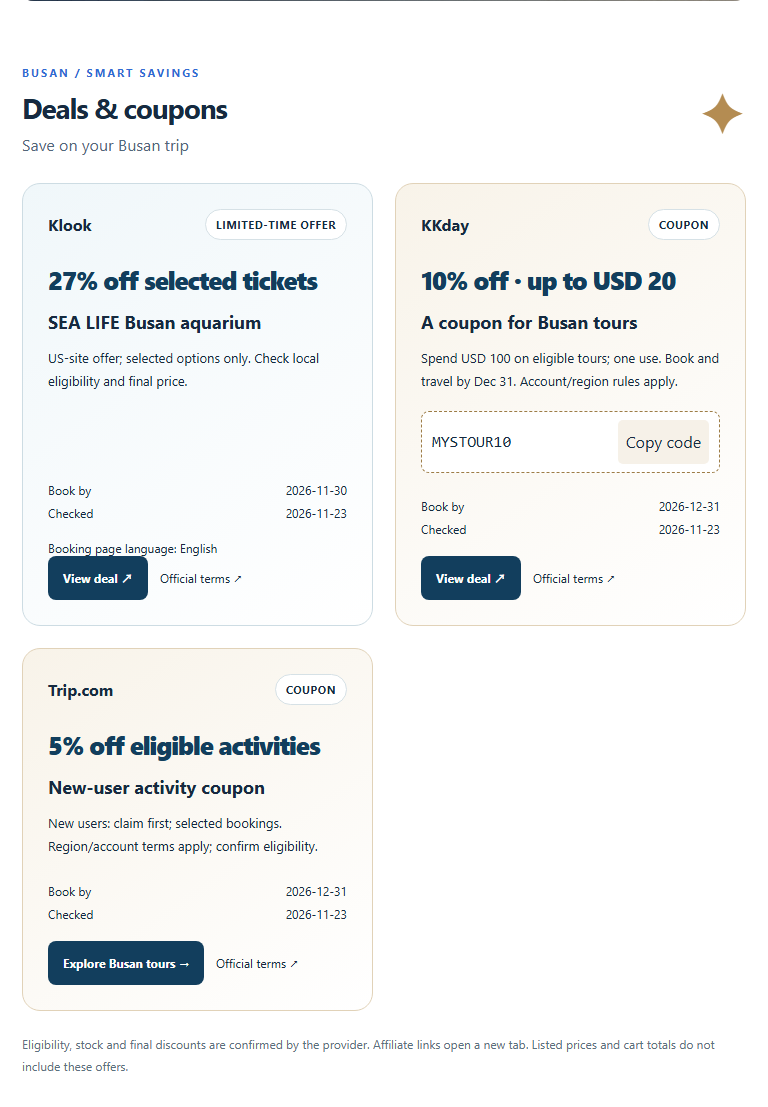 BUSAN / SMART SAVINGS
Deals & coupons
Save on your Busan trip
Klook
LIMITED-TIME OFFER
27% off selected tickets
SEA LIFE Busan aquarium
US-site offer; selected options only. Check local
eligibility and final price.
Book by 2026-11-30
Checked 2026-11-23
Booking page language: English
View deal ↗ Official terms ↗
KKday
COUPON
10% off · up to USD 20
A coupon for Busan tours
Spend USD 100 on eligible tours; one use. Book and
travel by Dec 31. Account/region rules apply.
MYSTOUR10 Copy code
Book by 2026-12-31
Checked 2026-11-23
View deal ↗ Official terms ↗
Trip.com
COUPON
5% off eligible activities
New-user activity coupon
New users: claim first; selected bookings.
Region/account terms apply; confirm eligibility.
Book by 2026-12-31
Checked 2026-11-23
Explore Busan tours → Official terms ↗
Eligibility, stock and final discounts are confirmed by the provider. Affiliate links open a new tab. Listed prices and cart totals do not
include these offers.